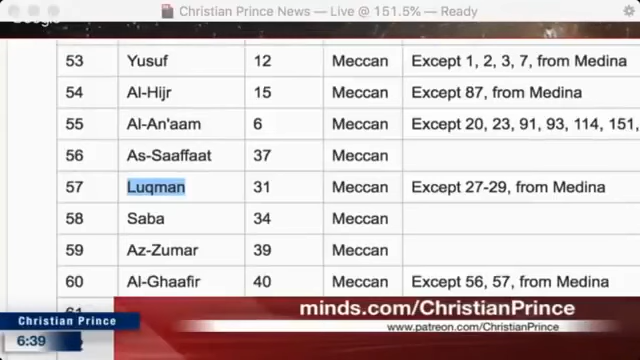 Christian Prince News — Live @ 151.5% — Ready
53 Yusuf 12 Meccan Except 1, 2, 3, 7, from Medina
54 Al-Hijr 15 Meccan Except 87, from Medina
55 Al-An'aam 6 Meccan Except 20, 23, 91, 93, 114, 151,
56 As-Saaffaat 37 Meccan
57 Luqman 31 Meccan Except 27-29, from Medina
58 Saba 34 Meccan
59 Az-Zumar 39 Meccan
60 Al-Ghaafir 40 Meccan Except 56, 57, from Medina
minds.com/ChristianPrince
Christian Prince
www.patreon.com/ChristianPrince
6:39